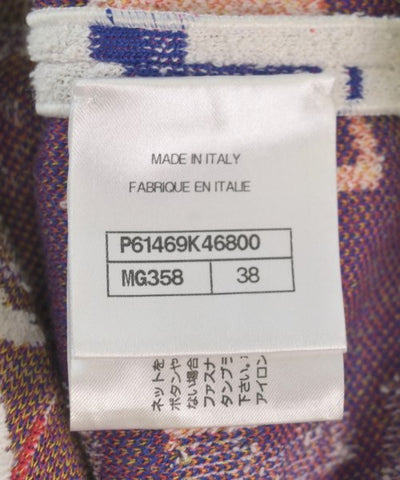 MADE IN ITALY
FABRIQUE EN ITALIE
P61469K46800
MG358 38
ネットを
ボタンや
ない場合
ファスナ
タンブラ
下さい。
アイロン